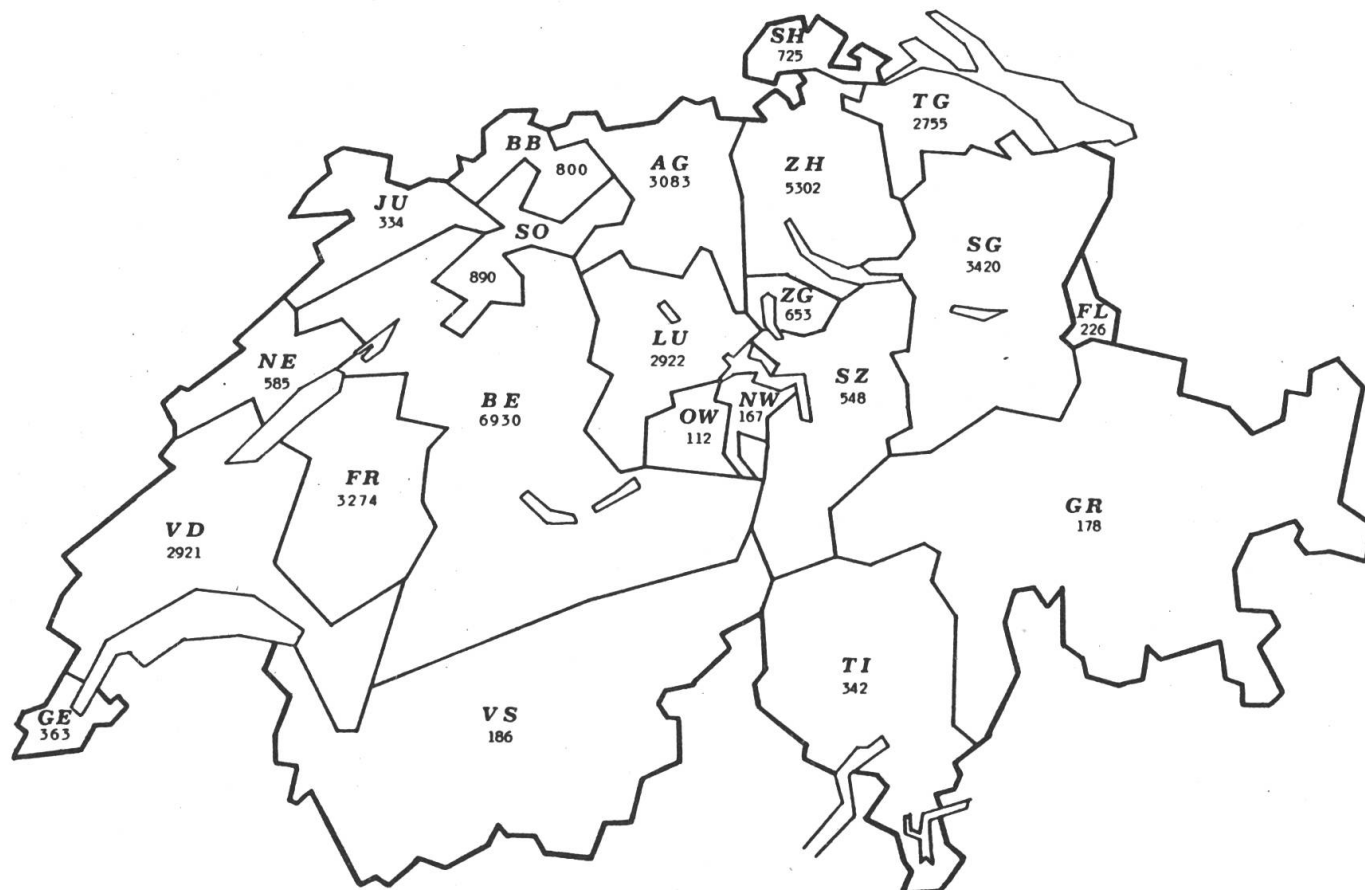 SH
725
TG
2755
BB
800
AG
3083
ZH
5302
JU
334
SO
890
SG
3420
ZG
653
FL
226
LU
2922
NE
585
SZ
548
BE
6930
OW
112
NW
167
FR
3274
GR
178
VD
2921
TI
342
GE
363
VS
186